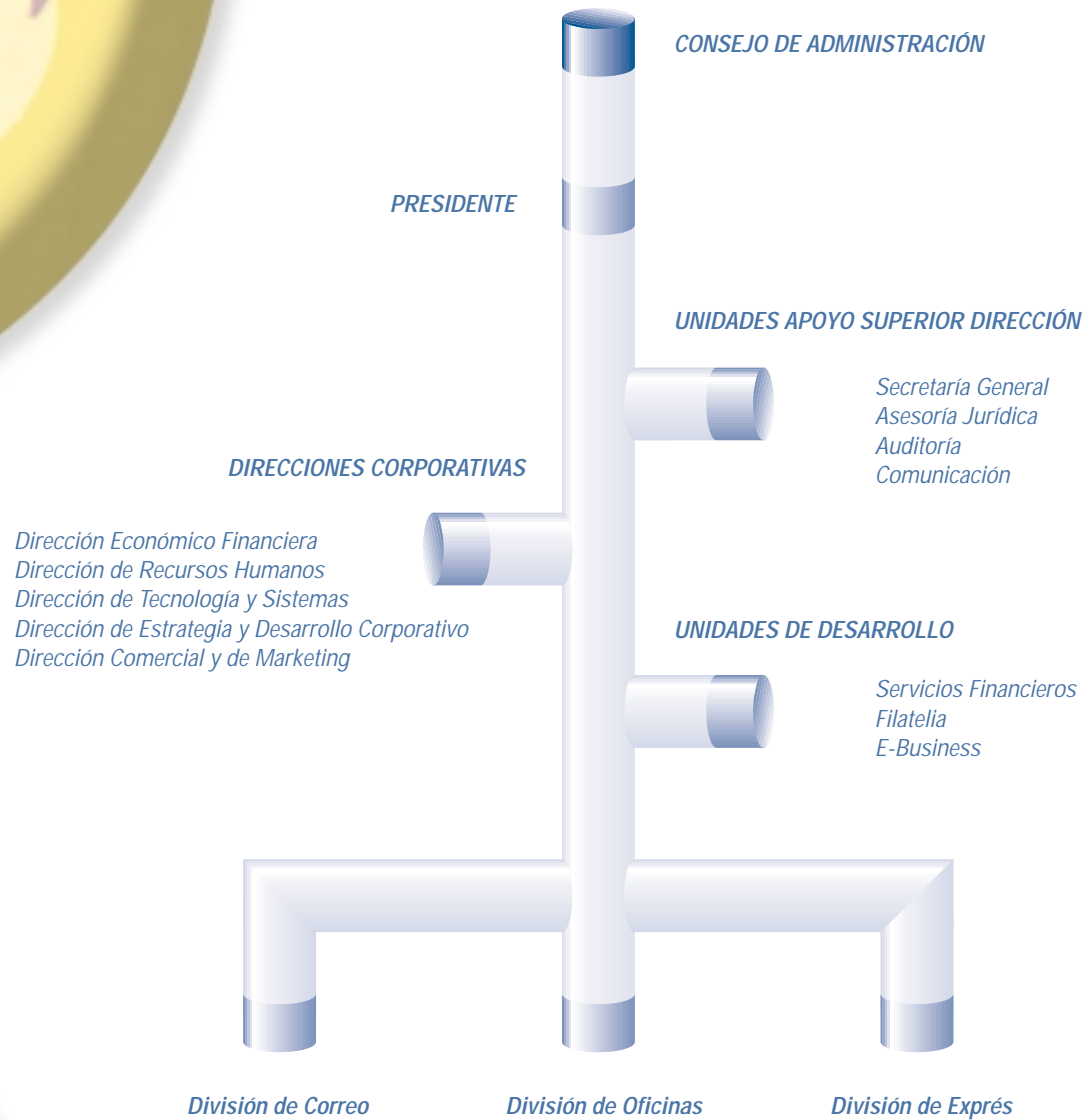 CONSEJO DE ADMINISTRACIÓN
PRESIDENTE
UNIDADES APOYO SUPERIOR DIRECCIÓN
Secretaría General
Asesoría Jurídica
Auditoría
Comunicación
DIRECCIONES CORPORATIVAS
Dirección Económico Financiera
Dirección de Recursos Humanos
Dirección de Tecnología y Sistemas
Dirección de Estrategia y Desarrollo Corporativo
Dirección Comercial y de Marketing
UNIDADES DE DESARROLLO
Servicios Financieros
Filatelia
E-Business
División de Correo
División de Oficinas
División de Exprés